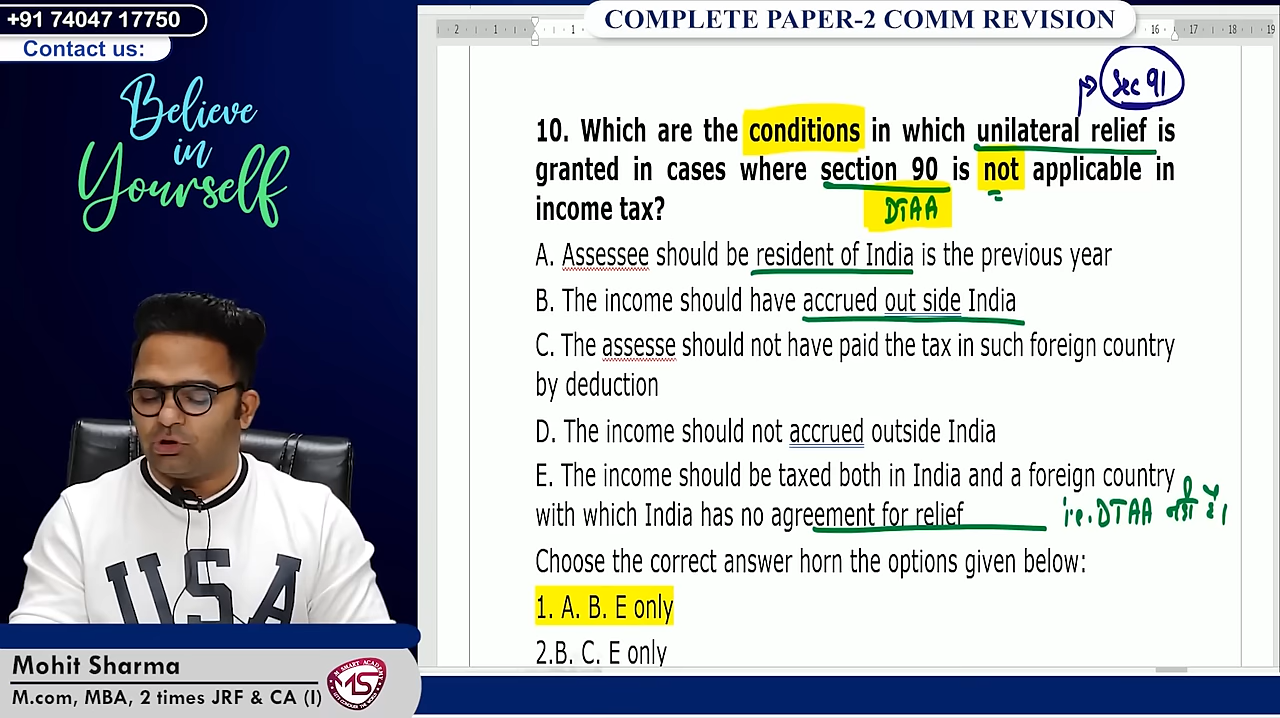 +91 74047 17750
Contact us:
COMPLETE PAPER-2 COMM REVISION
Believe
in
Yourself
Sec 91
10. Which are the conditions in which unilateral relief is
granted in cases where section 90 is not applicable in
income tax?
DTAA
A. Assessee should be resident of India is the previous year
B. The income should have accrued out side India
C. The assesse should not have paid the tax in such foreign country
by deduction
D. The income should not accrued outside India
E. The income should be taxed both in India and a foreign country
with which India has no agreement for relief
i.e. DTAA
Choose the correct answer horn the options given below:
1. A. B. E only
2.B. C. E only
USA
Mohit Sharma
M.com, MBA, 2 times JRF & CA (I)
MS